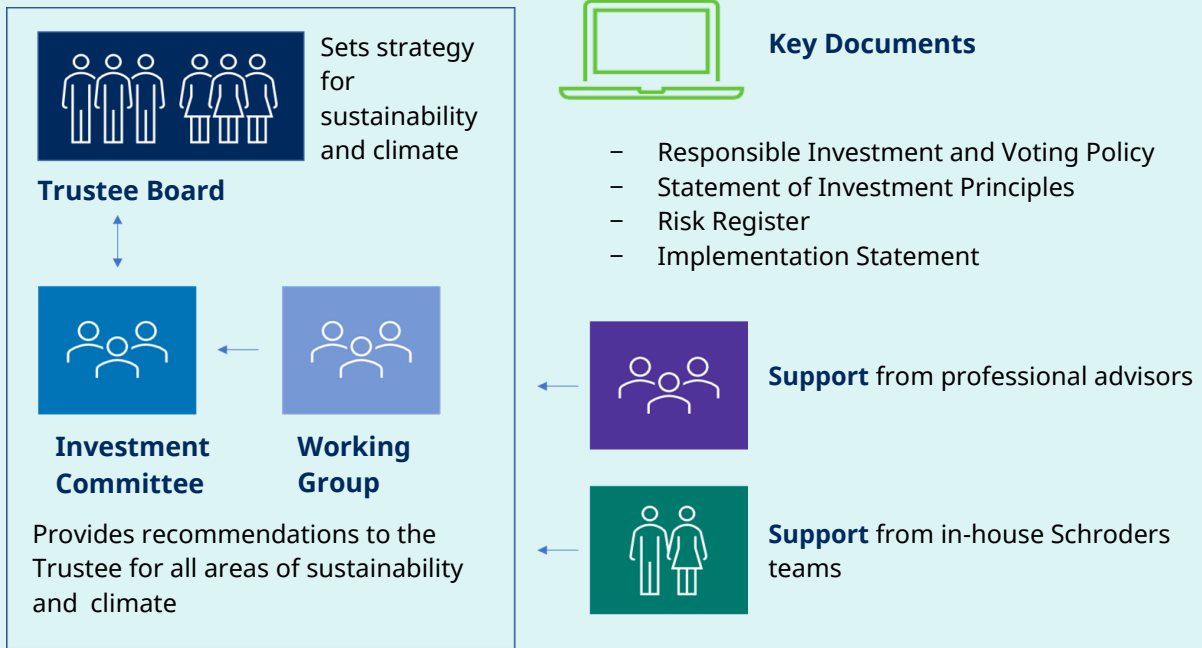 Sets strategy
for
sustainability
and climate
Trustee Board
Investment
Committee
Working
Group
Provides recommendations to the
Trustee for all areas of sustainability
and climate
Key Documents
– Responsible Investment and Voting Policy
– Statement of Investment Principles
– Risk Register
– Implementation Statement
Support from professional advisors
Support from in-house Schroders
teams